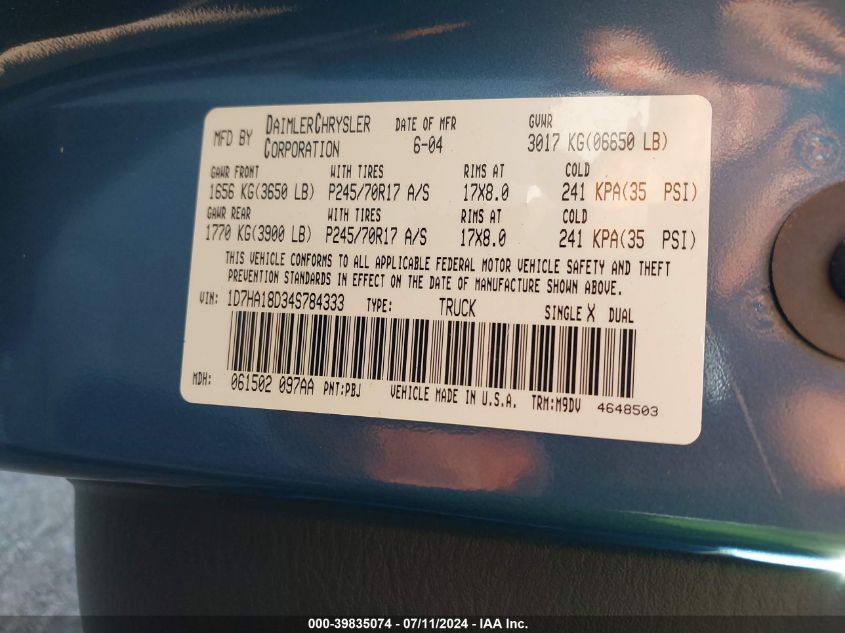 MFD BY DAIMLERCHRYSLER CORPORATION DATE OF MFR 6-04 GVWR 3017 KG(06650 LB)
GAWR FRONT WITH TIRES RIMS AT COLD
1656 KG(3650 LB) P245/70R17 A/S 17X8.0 241 KPA(35 PSI)
GAWR REAR WITH TIRES RIMS AT COLD
1770 KG(3900 LB) P245/70R17 A/S 17X8.0 241 KPA(35 PSI)
THIS VEHICLE CONFORMS TO ALL APPLICABLE FEDERAL MOTOR VEHICLE SAFETY AND THEFT
PREVENTION STANDARDS IN EFFECT ON THE DATE OF MANUFACTURE SHOWN ABOVE.
VIN: 1D7HA18D34S784333 TYPE: TRUCK SINGLE X DUAL
MDH: 061502 097AA PNT:PBJ VEHICLE MADE IN U.S.A. TRM:M9DV 4648503
000-39835074 - 07/11/2024 - IAA Inc.